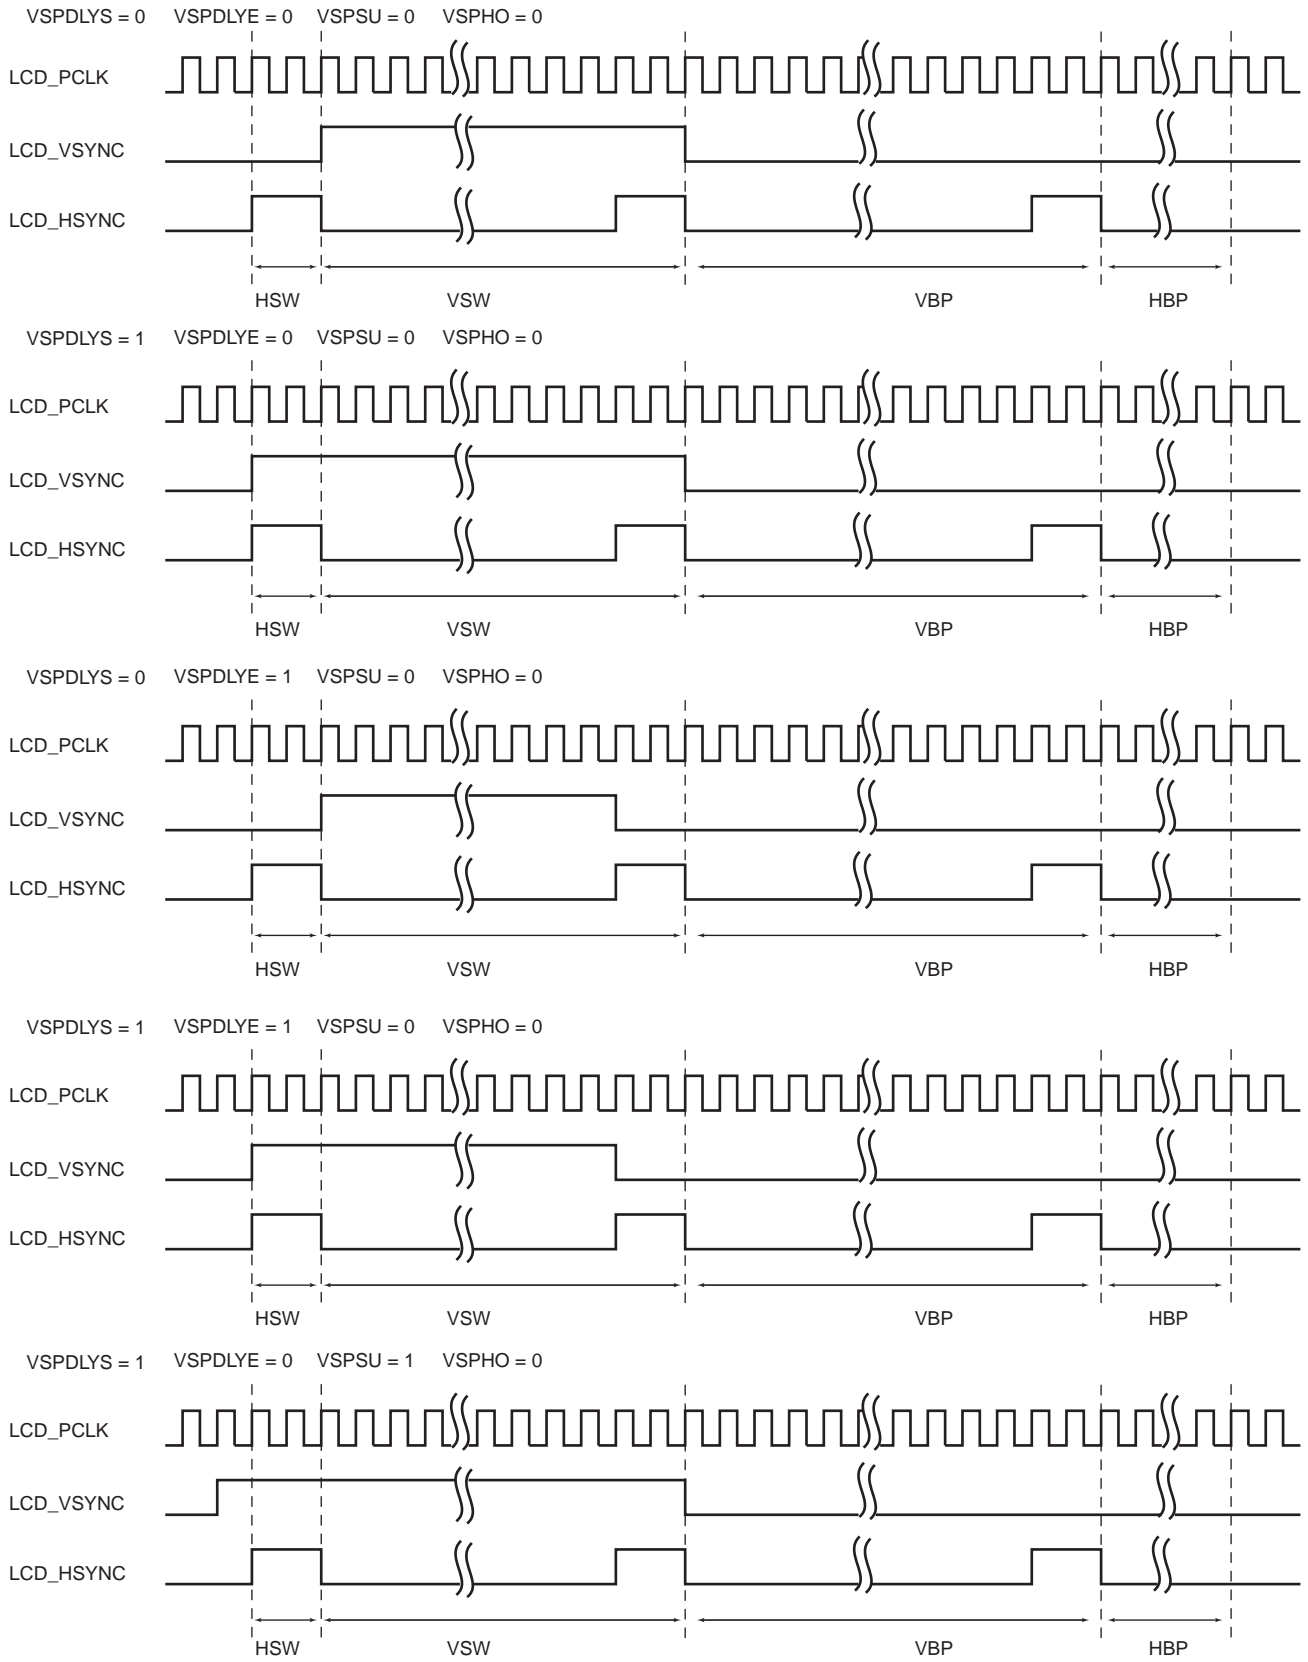 VSPDLYS = 0 VSPDLYE = 0 VSPSU = 0 VSPHO = 0
LCD_PCLK
LCD_VSYNC
LCD_HSYNC
HSW VSW VBP HBP
VSPDLYS = 1 VSPDLYE = 0 VSPSU = 0 VSPHO = 0
LCD_PCLK
LCD_VSYNC
LCD_HSYNC
HSW VSW VBP HBP
VSPDLYS = 0 VSPDLYE = 1 VSPSU = 0 VSPHO = 0
LCD_PCLK
LCD_VSYNC
LCD_HSYNC
HSW VSW VBP HBP
VSPDLYS = 1 VSPDLYE = 1 VSPSU = 0 VSPHO = 0
LCD_PCLK
LCD_VSYNC
LCD_HSYNC
HSW VSW VBP HBP
VSPDLYS = 1 VSPDLYE = 0 VSPSU = 1 VSPHO = 0
LCD_PCLK
LCD_VSYNC
LCD_HSYNC
HSW VSW VBP HBP